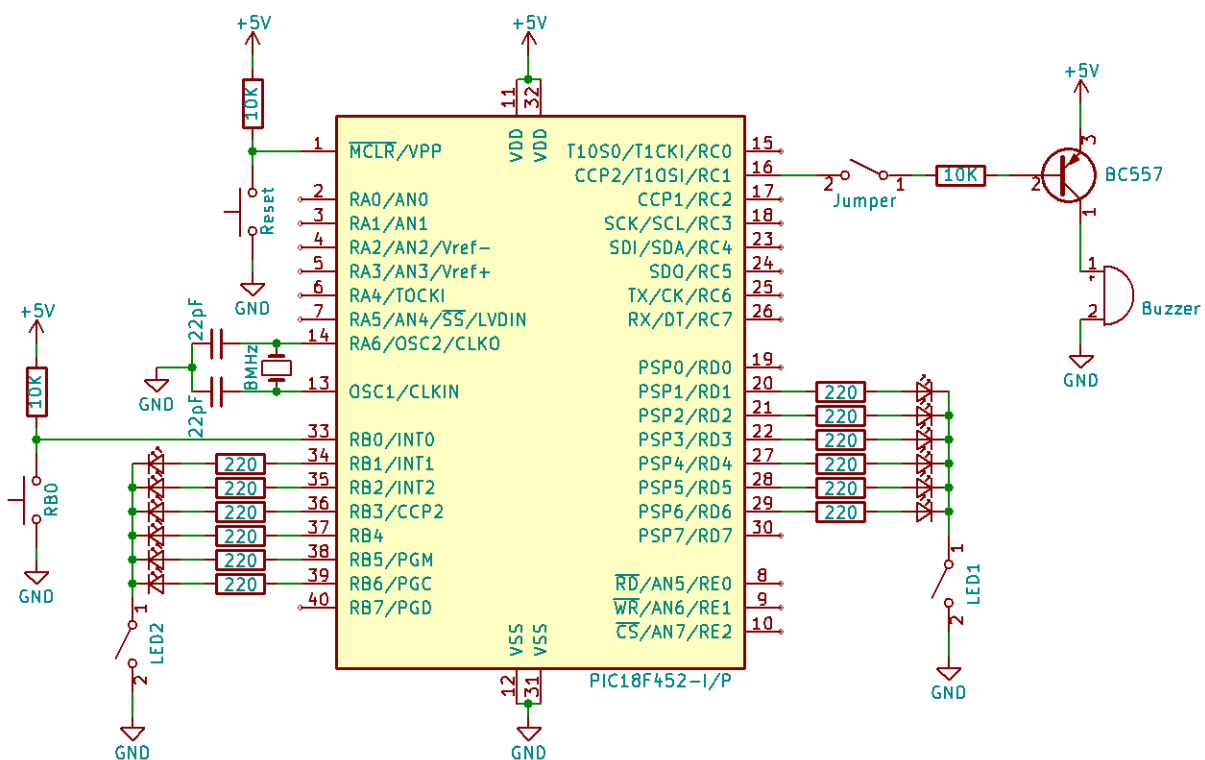 +5V
+5V
+5V
+5V
+5V
10K
10K
10K
Reset
GND
22pF
22pF
8MHz
GND
RB0
GND
11
32
VDD
VDD
1 MCLR/VPP
2 RA0/AN0
3 RA1/AN1
4 RA2/AN2/Vref-
5 RA3/AN3/Vref+
6 RA4/TOCKI
7 RA5/AN4/SS/LVDIN
14 RA6/OSC2/CLKO
13 OSC1/CLKIN
33 RB0/INT0
220 34 RB1/INT1
220 35 RB2/INT2
220 36 RB3/CCP2
220 37 RB4
220 38 RB5/PGM
220 39 RB6/PGC
40 RB7/PGD
1
LED2
2
GND
T1OSO/T1CKI/RC0 15
CCP2/T1OSI/RC1 16
CCP1/RC2 17
SCK/SCL/RC3 18
SDI/SDA/RC4 23
SDO/RC5 24
TX/CK/RC6 25
RX/DT/RC7 26
PSP0/RD0 19
PSP1/RD1 20 220
PSP2/RD2 21 220
PSP3/RD3 22 220
PSP4/RD4 27 220
PSP5/RD5 28 220
PSP6/RD6 29 220
PSP7/RD7 30
RD/AN5/RE0 8
WR/AN6/RE1 9
CS/AN7/RE2 10
VSS
VSS
12
31
PIC18F452-I/P
GND
2 1
Jumper
3
2
1
BC557
1
+
2
Buzzer
GND
1
LED1
2
GND